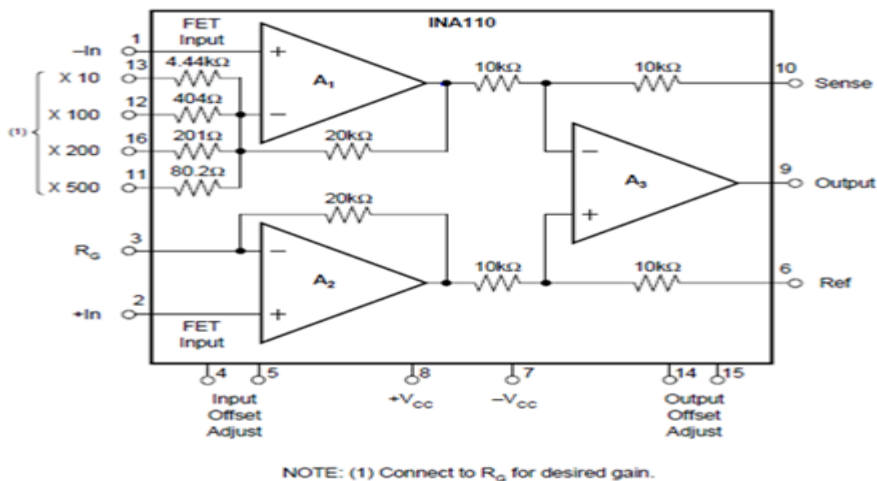 INA110
FET
Input
1
–In
13
X 10
4.44kΩ
12
X 100
404Ω
16
X 200
201Ω
11
X 500
80.2Ω
(1)
A1
20kΩ
10kΩ
10kΩ
10
Sense
A3
9
Output
20kΩ
3
RG
A2
10kΩ
10kΩ
6
Ref
2
+In
FET
Input
4
5
Input
Offset
Adjust
8
+VCC
7
–VCC
14
15
Output
Offset
Adjust
NOTE: (1) Connect to RG for desired gain.